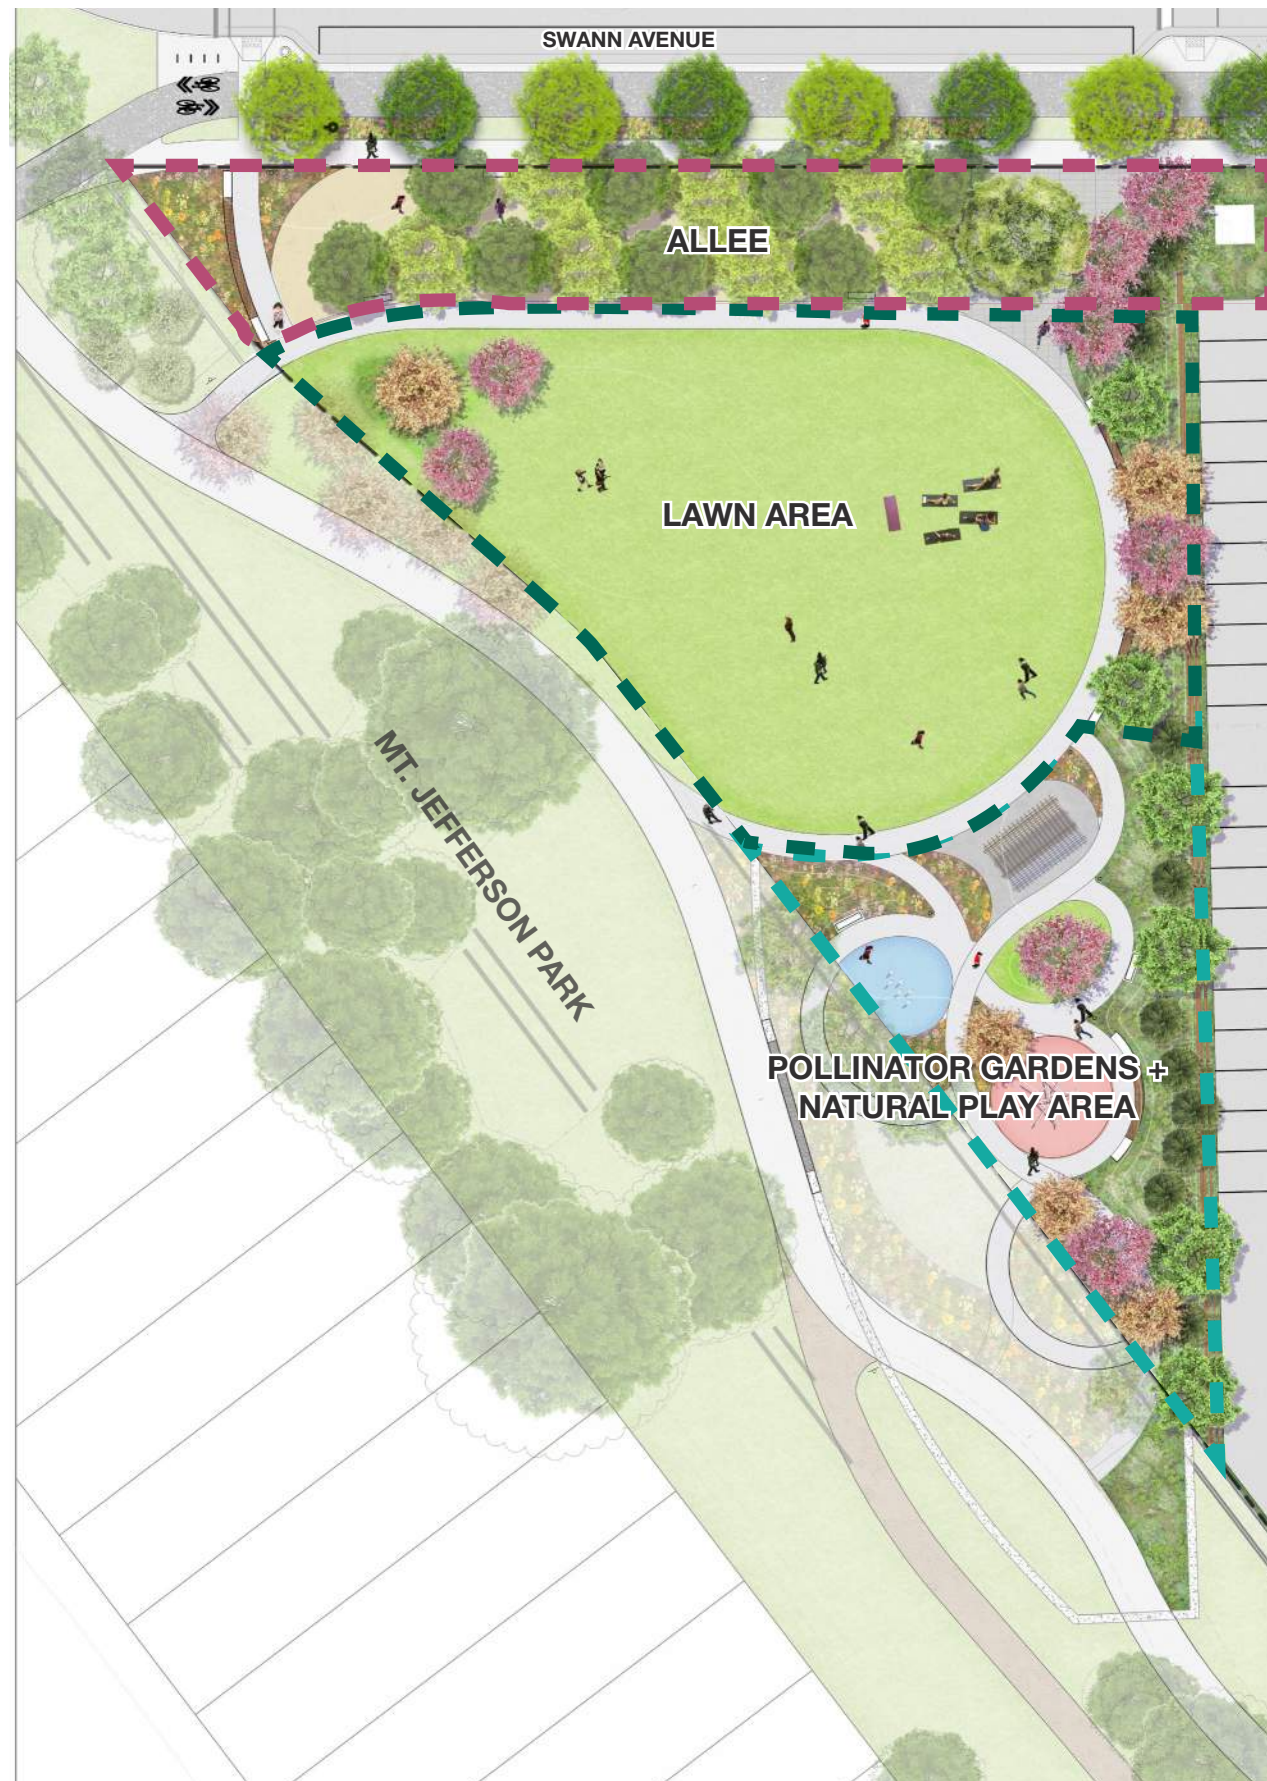 SWANN AVENUE
ALLEE
LAWN AREA
MT. JEFFERSON PARK
POLLINATOR GARDENS +
NATURAL PLAY AREA